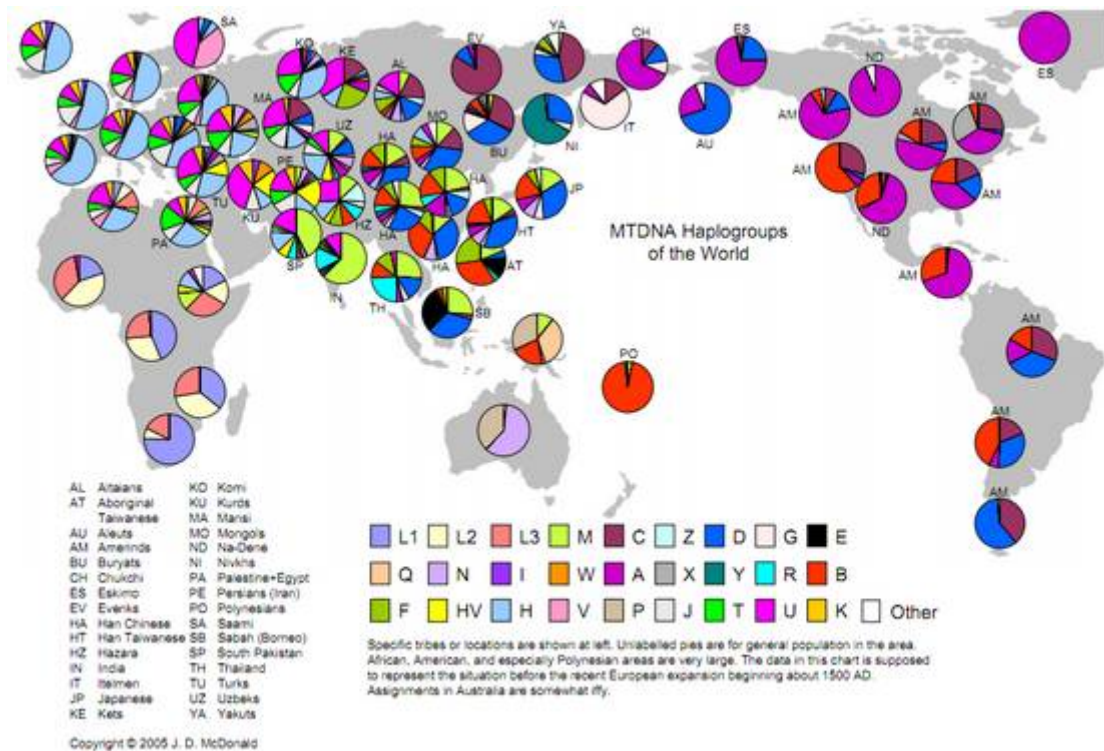 SA
YA
CH
ES
ES
KO
KE
EV
ND
AL
AM
AM
AM
MA
MO
IT
UZ
HA
BU
NI
AU
PE
HA
AM
AM
TU
JP
KU
HZ
HA
HT
ND
PA
SP
HA
AT
IN
TH
AM
SB
AM
PO
AM
AM
MTDNA Haplogroups
of the World
AL Altaians
AT Aboriginal
Taiwanese
AU Aleuts
AM Amerinds
BU Buryats
CH Chukchi
ES Eskimo
EV Evenks
HA Han Chinese
HT Han Taiwanese
HZ Hazara
IN India
IT Itelmen
JP Japanese
KE Kets
KO Komi
KU Kurds
MA Mansi
MO Mongols
ND Na-Dene
NI Nivkhs
PA Palestine+Egypt
PE Persians (Iran)
PO Polynesians
SA Saami
SB Sabah (Borneo)
SP South Pakistan
TH Thailand
TU Turks
UZ Uzbeks
YA Yakuts
L1 L2 L3 M C Z D G E
Q N I W A X Y R B
F HV H V P J T U K Other
Specific tribes or locations are shown at left. Unlabelled pies are for general population in the area.
African, American, and especially Polynesian areas are very large. The data in this chart is supposed
to represent the situation before the recent European expansion beginning about 1500 AD.
Assignments in Australia are somewhat iffy.
Copyright © 2005 J. D. McDonald